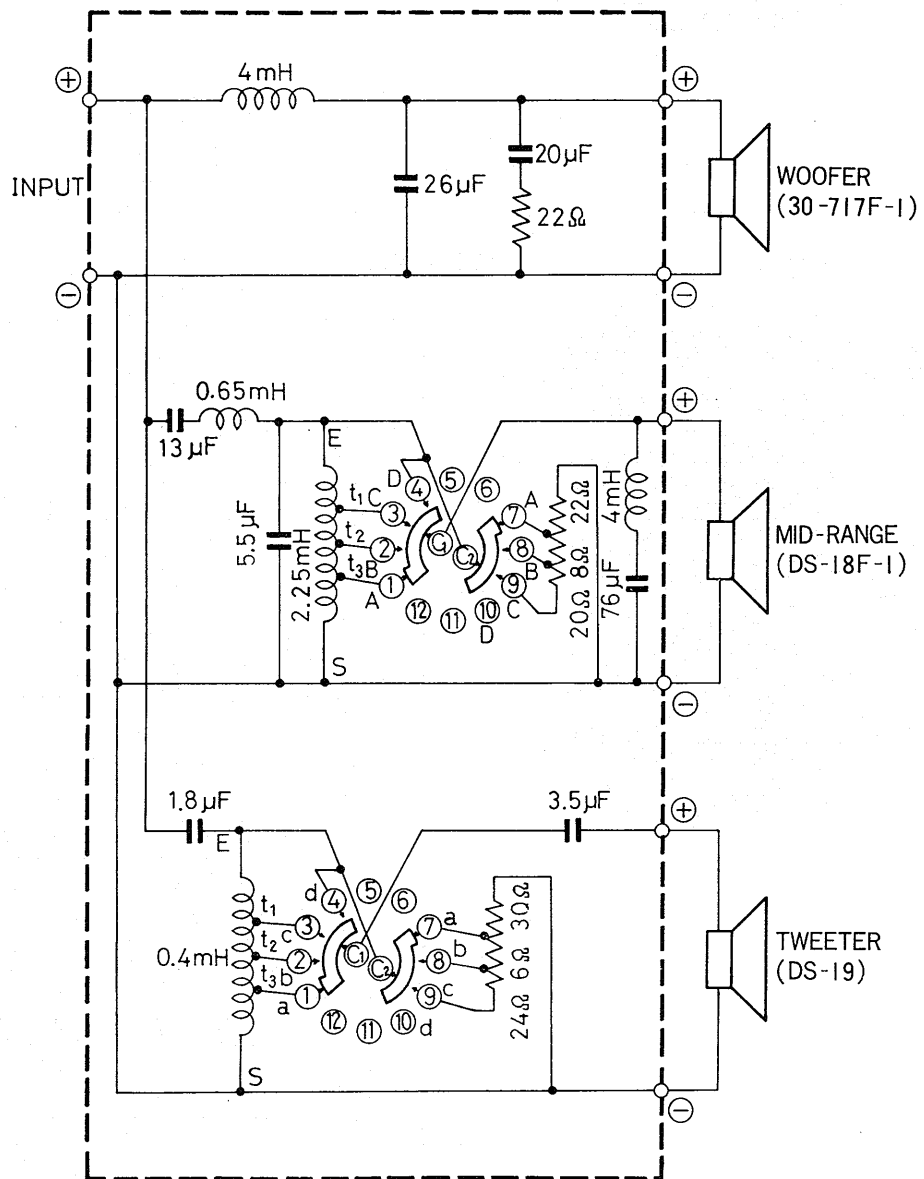 ⊕
4mH
⊕
INPUT
26μF
20μF
22Ω
WOOFER
(30-717F-1)
⊖
⊖
0.65mH
13μF
⊕
E
5.5μF
2.25mH
t₁ C
t₂
t₃ B
A
D
④
⑤
⑥
③
②
①
C₁
C₂
⑦
⑧
⑨
⑫
⑪
⑩
A
B
C
D
22Ω
8Ω
20Ω
4mH
76μF
MID-RANGE
(DS-18F-1)
S
⊖
1.8μF
3.5μF
⊕
E
0.4mH
t₁
t₂ c
t₃ b
a
d
④
⑤
⑥
③
②
①
C₁
C₂
⑦
⑧
⑨
⑫
⑪
⑩
a
b
c
d
30Ω
6Ω
24Ω
TWEETER
(DS-19)
S
⊖